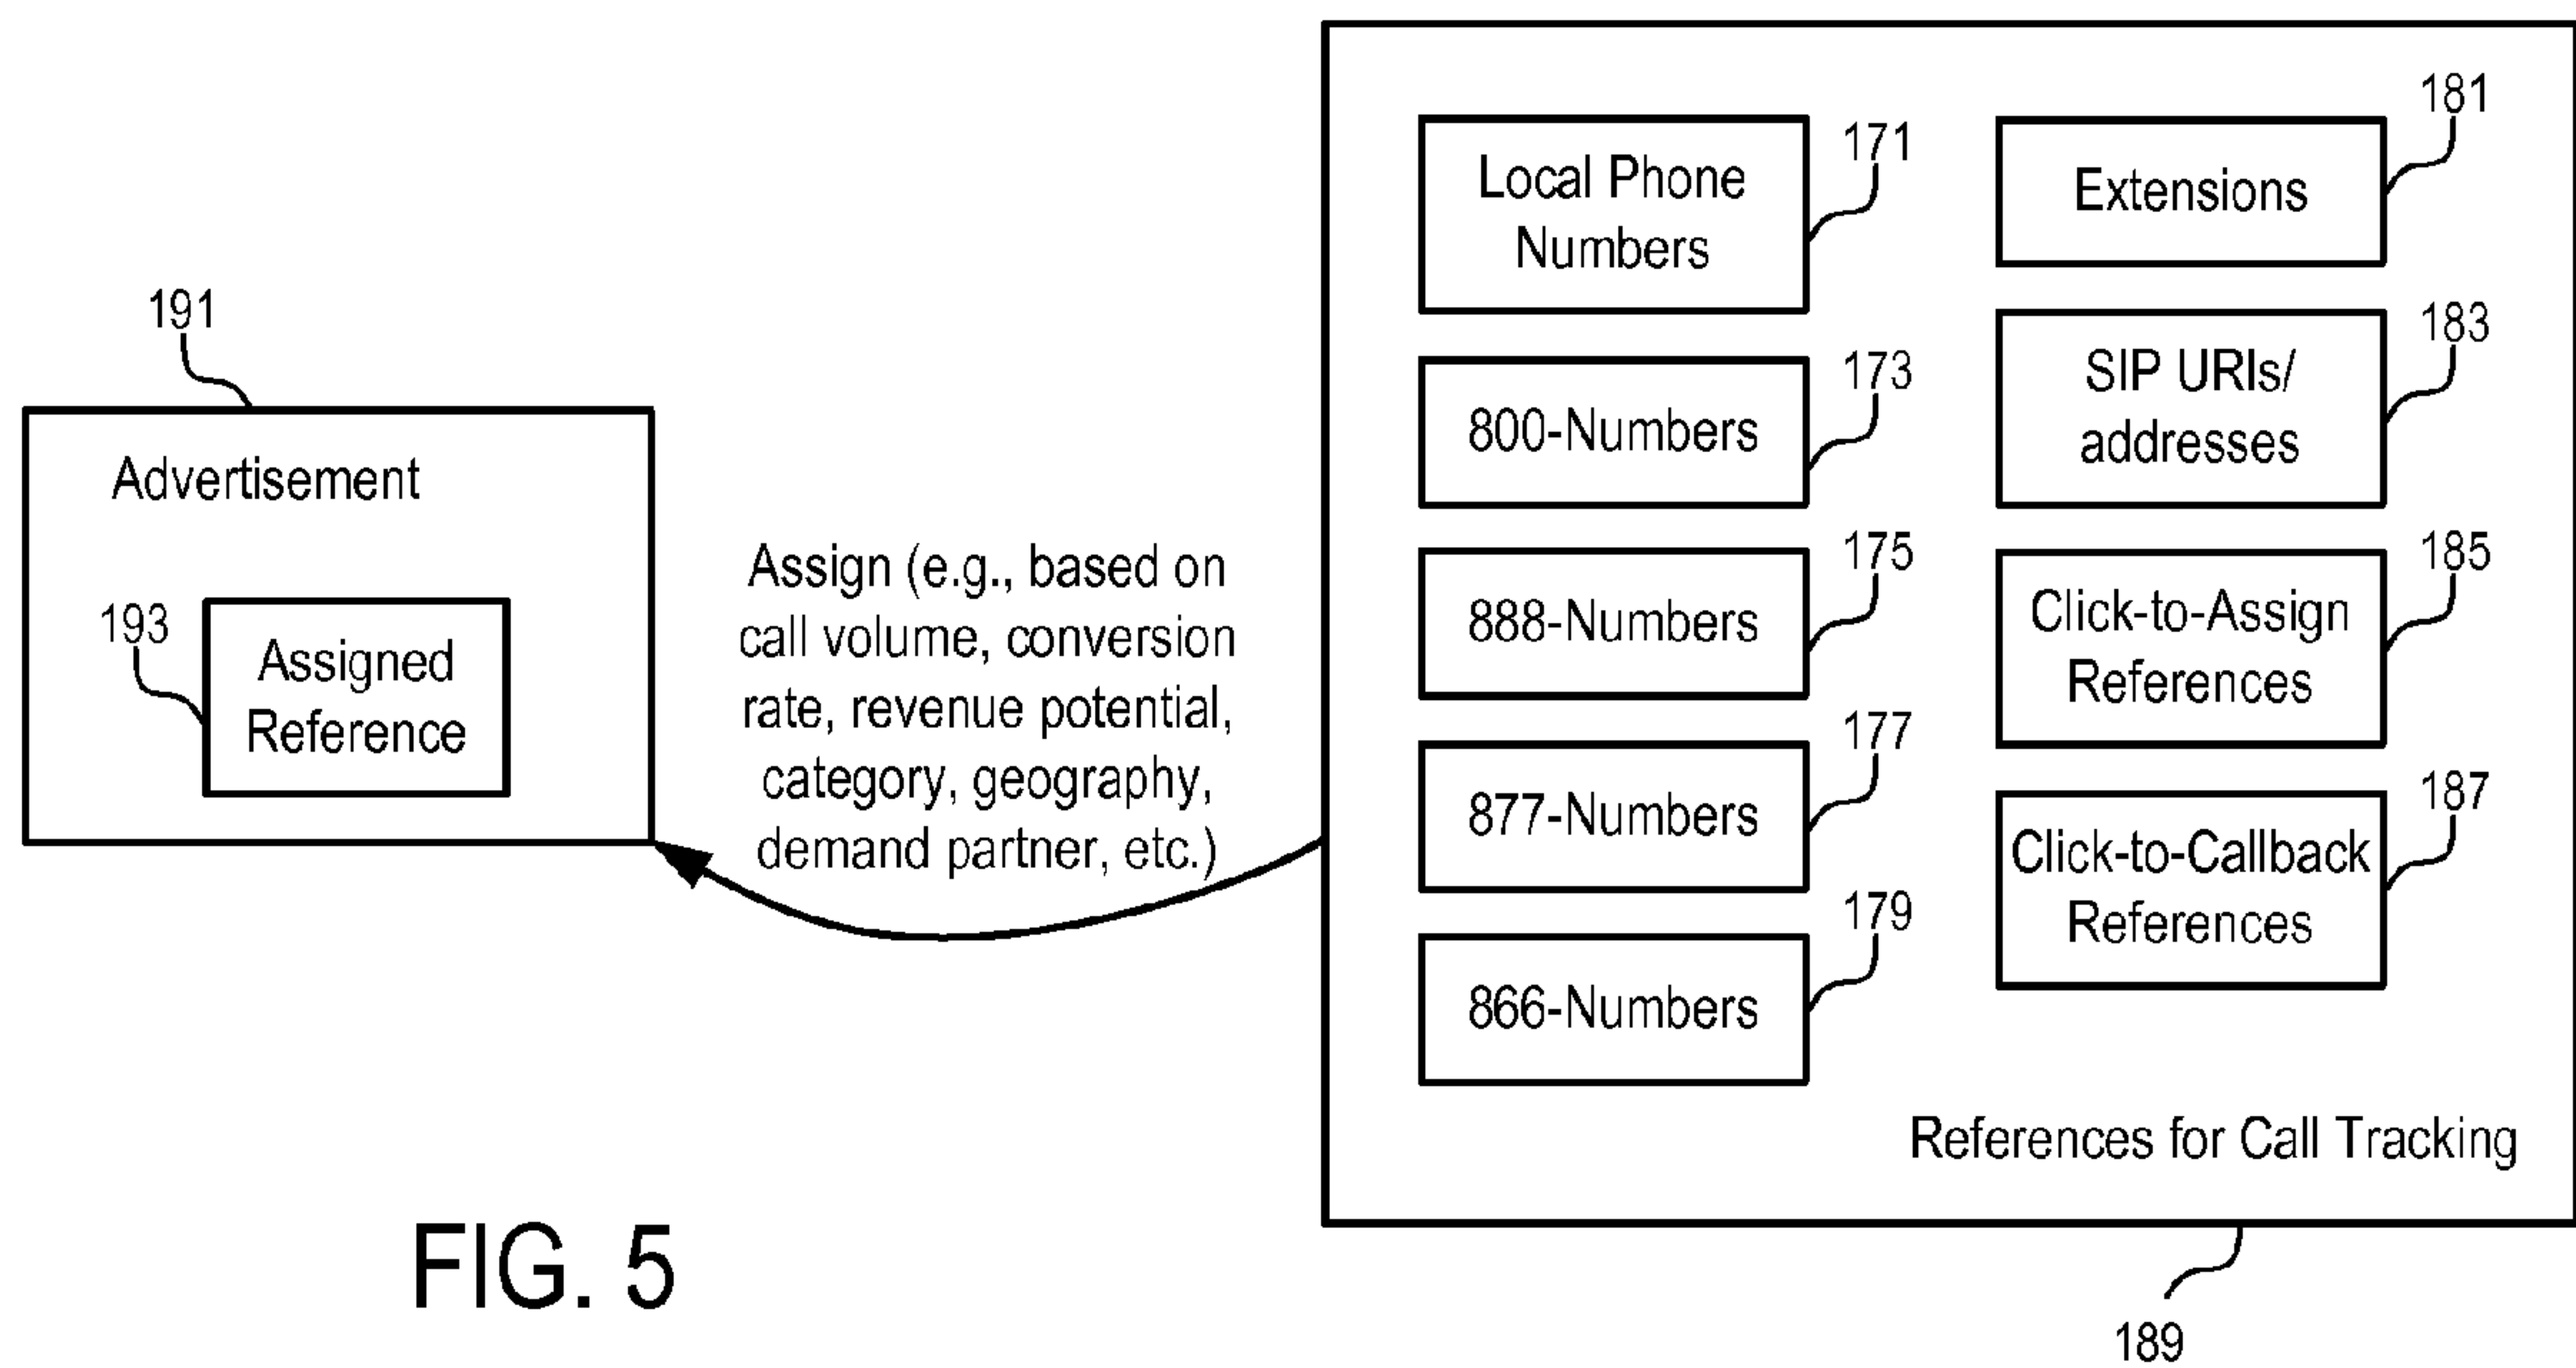 191
Advertisement
193
Assigned
Reference
Assign (e.g., based on
call volume, conversion
rate, revenue potential,
category, geography,
demand partner, etc.)
Local Phone
Numbers
171
800-Numbers
173
888-Numbers
175
877-Numbers
177
866-Numbers
179
Extensions
181
SIP URIs/
addresses
183
Click-to-Assign
References
185
Click-to-Callback
References
187
References for Call Tracking
189
FIG. 5